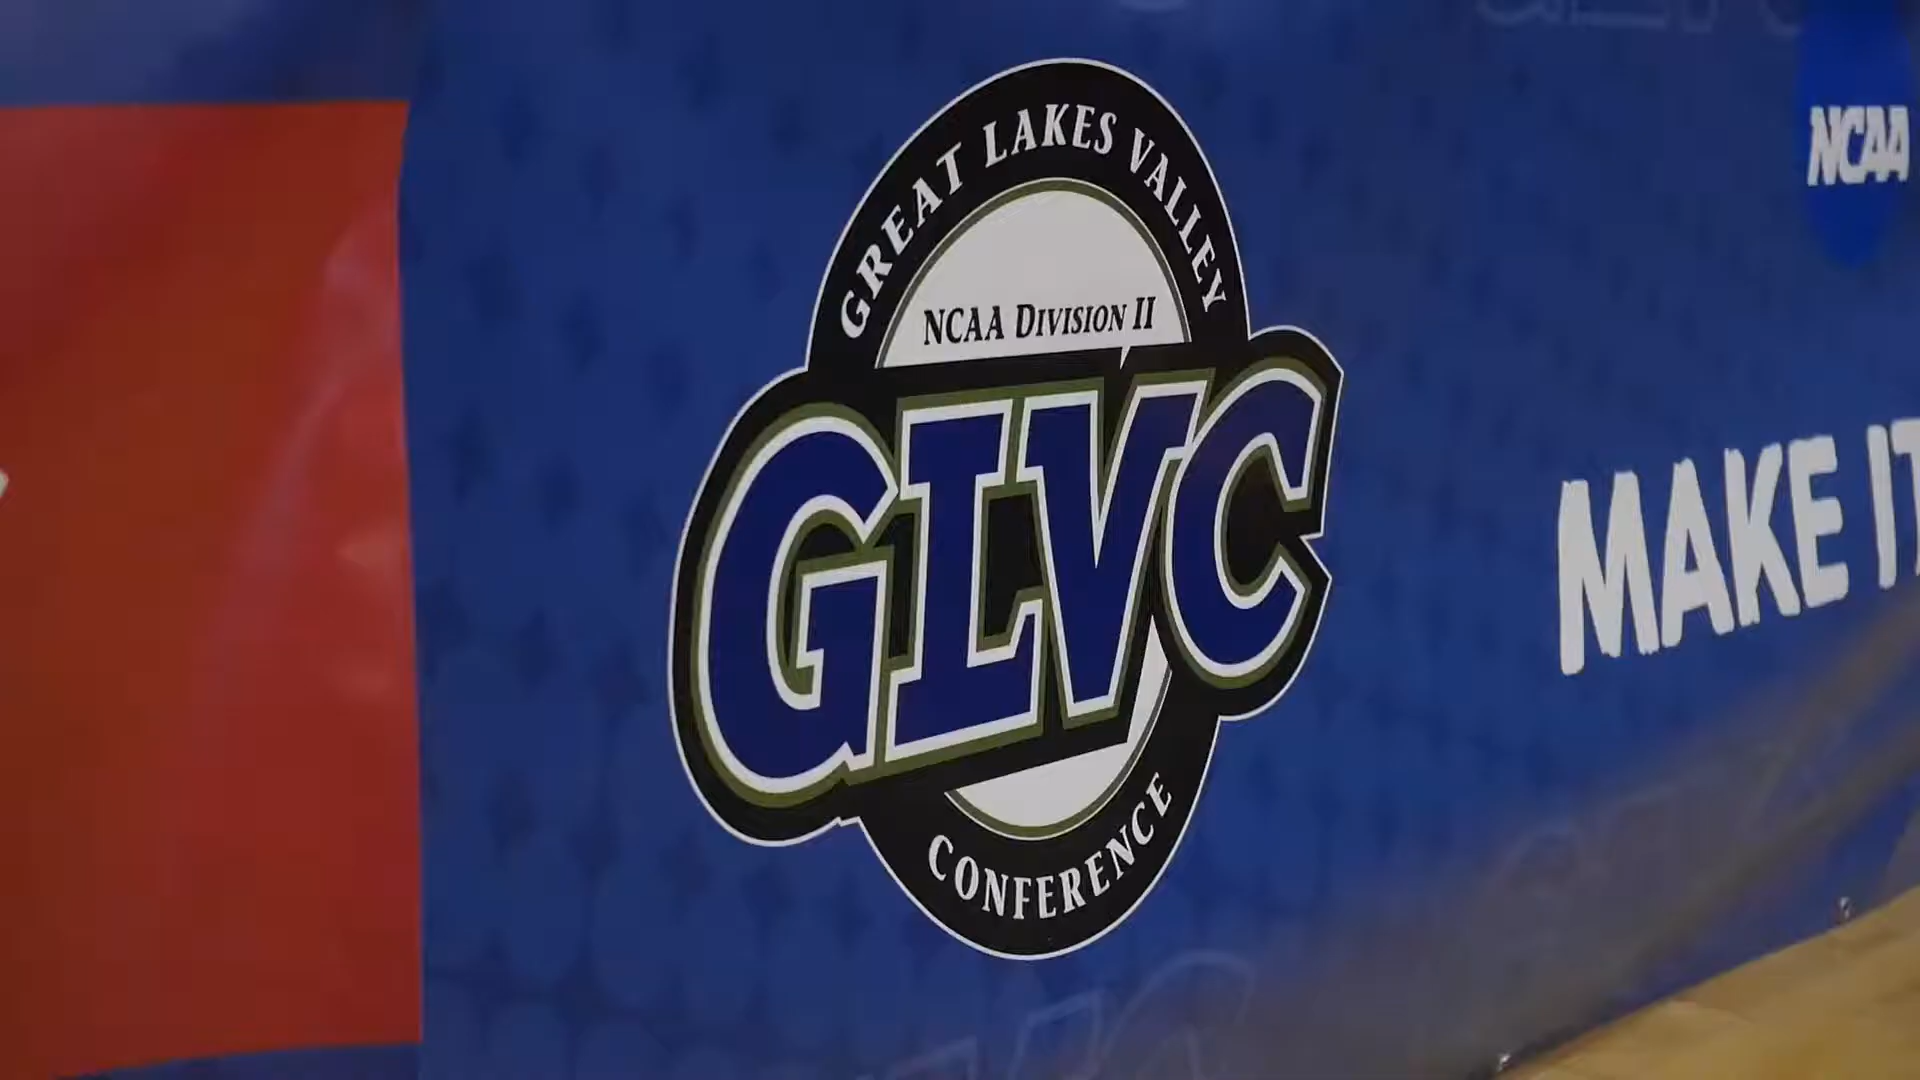 GREAT LAKES VALLEY
NCAA DIVISION II
GLVC
CONFERENCE
NCAA
MAKE IT